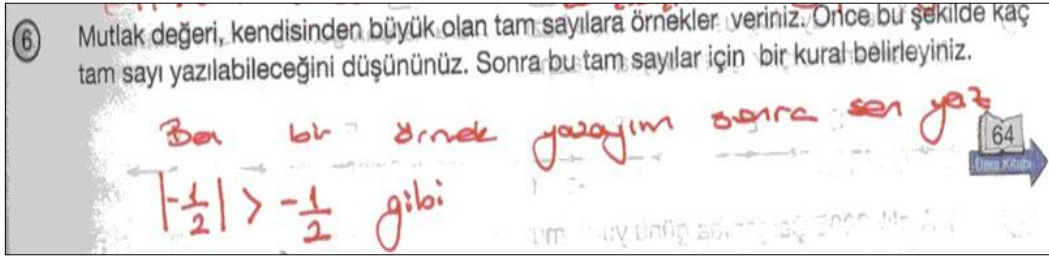 6 Mutlak değeri, kendisinden büyük olan tam sayılara örnekler veriniz. Önce bu şekilde kaç
tam sayı yazılabileceğini düşününüz. Sonra bu tam sayılar için bir kural belirleyiniz.
Ben bir örnek yazayım sonra sen yaz
64
Ders Kitabı
|-1/2| > -1/2 gibi